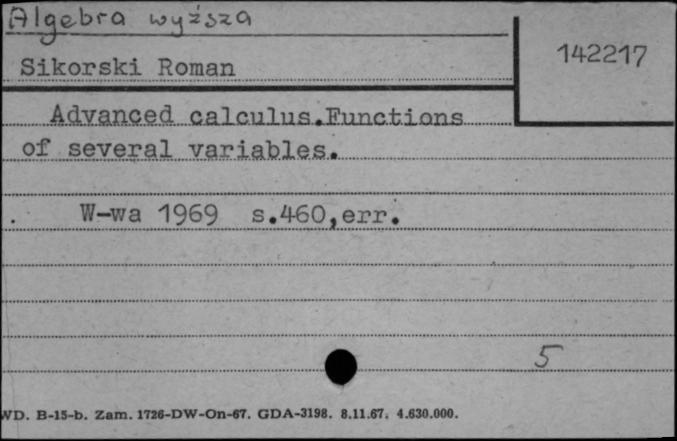 Algebra wyższa
142217
Sikorski Roman
Advanced calculus.Functions
of several variables.
W-wa 1969 s.460,err.
5
WD. B-15-b. Zam. 1726-DW-On-67. GDA-3198. 8.11.67. 4.630.000.